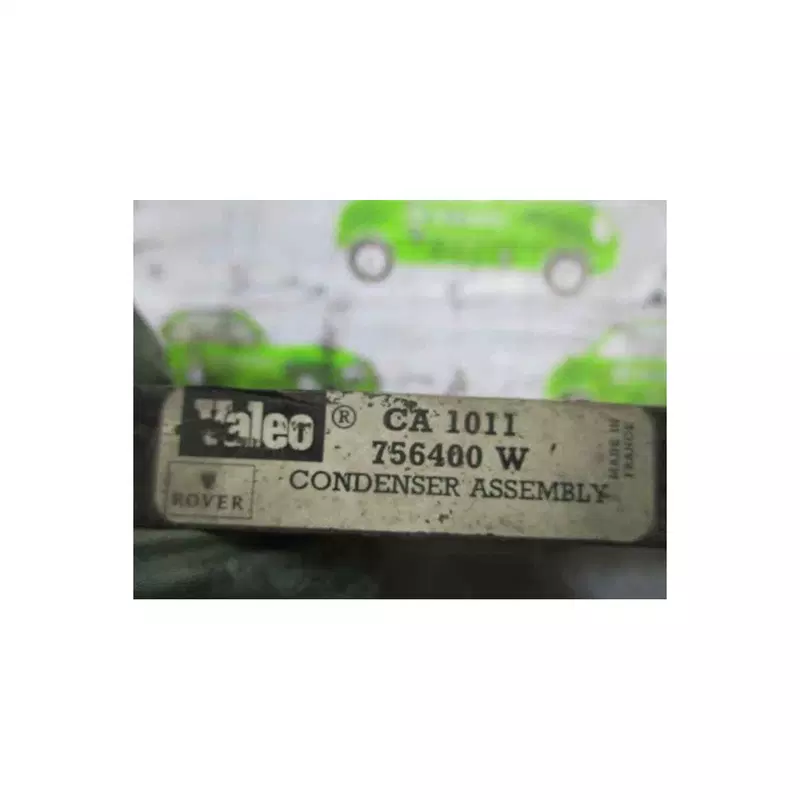 Valeo ® CA 1011
756400 W
ROVER
CONDENSER ASSEMBLY
MADE IN
FRANCE